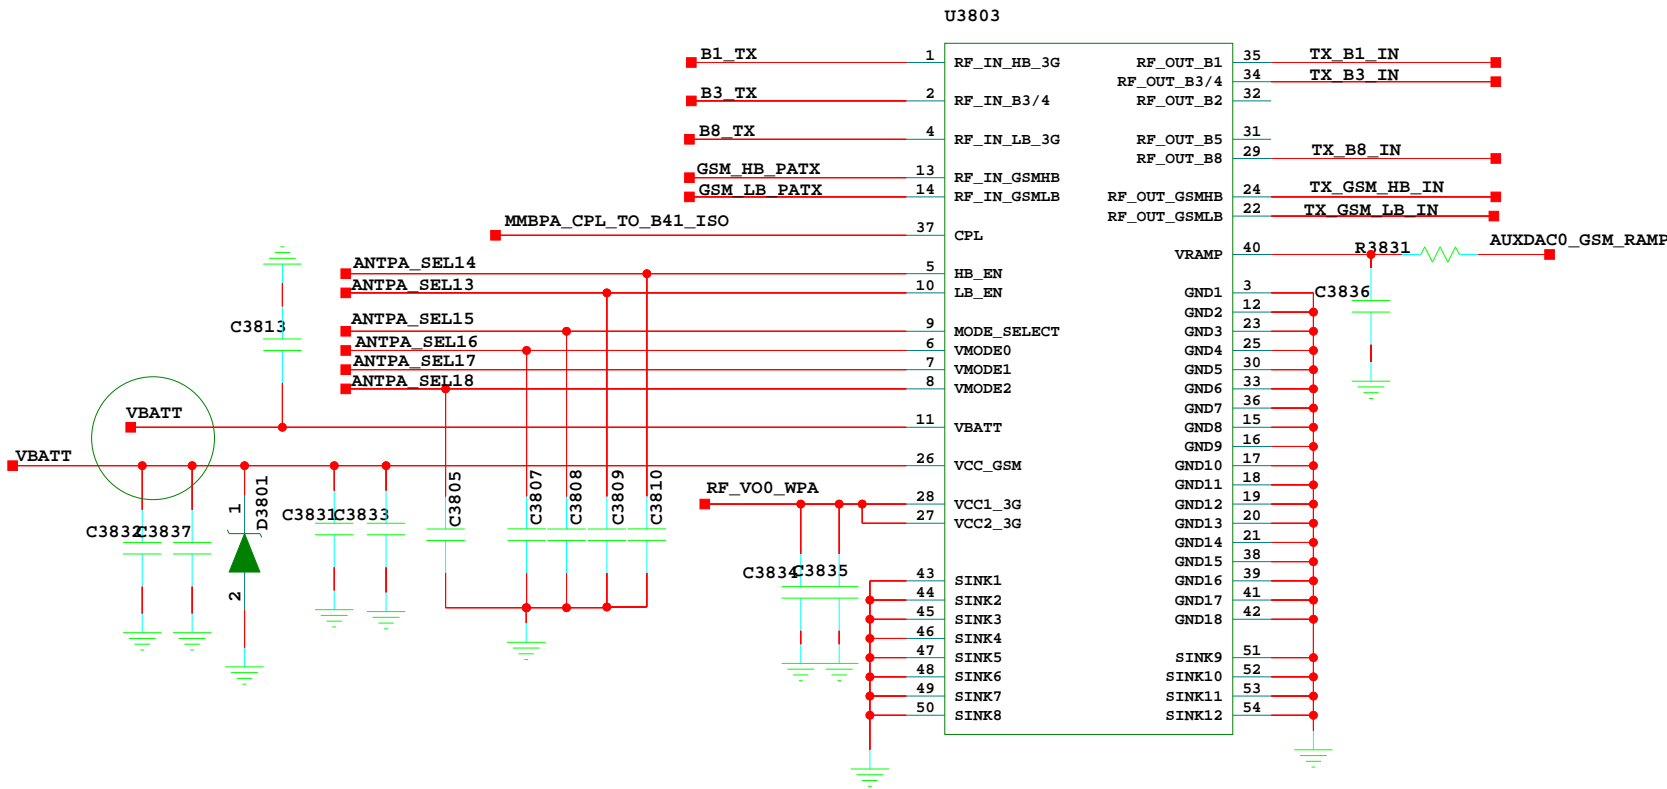 U3803
B1_TX 1 RF_IN_HB_3G RF_OUT_B1 35 TX_B1_IN
RF_OUT_B3/4 34 TX_B3_IN
B3_TX 2 RF_IN_B3/4 RF_OUT_B2 32
B8_TX 4 RF_IN_LB_3G RF_OUT_B5 31
RF_OUT_B8 29 TX_B8_IN
GSM_HB_PATX 13 RF_IN_GSMHB
GSM_LB_PATX 14 RF_IN_GSMLB RF_OUT_GSMHB 24 TX_GSM_HB_IN
RF_OUT_GSMLB 22 TX_GSM_LB_IN
MMBPA_CPL_TO_B41_ISO 37 CPL
VRAMP 40 R3831 AUXDAC0_GSM_RAMP
ANTPA_SEL14 5 HB_EN
ANTPA_SEL13 10 LB_EN GND1 3 C3836
GND2 12
C3813 ANTPA_SEL15 9 MODE_SELECT GND3 23
ANTPA_SEL16 6 VMODE0 GND4 25
ANTPA_SEL17 7 VMODE1 GND5 30
ANTPA_SEL18 8 VMODE2 GND6 33
GND7 36
VBATT 11 VBATT GND8 15
GND9 16
VBATT 26 VCC_GSM GND10 17
GND11 18
RF_VO0_WPA 28 VCC1_3G GND12 19
27 VCC2_3G GND13 20
C3832 C3837 1 D3801 2 C3831 C3833 C3805 C3807 C3808 C3809 C3810
GND14 21
GND15 38
C3834 C3835
43 SINK1 GND16 39
44 SINK2 GND17 41
45 SINK3 GND18 42
46 SINK4
47 SINK5 SINK9 51
48 SINK6 SINK10 52
49 SINK7 SINK11 53
50 SINK8 SINK12 54